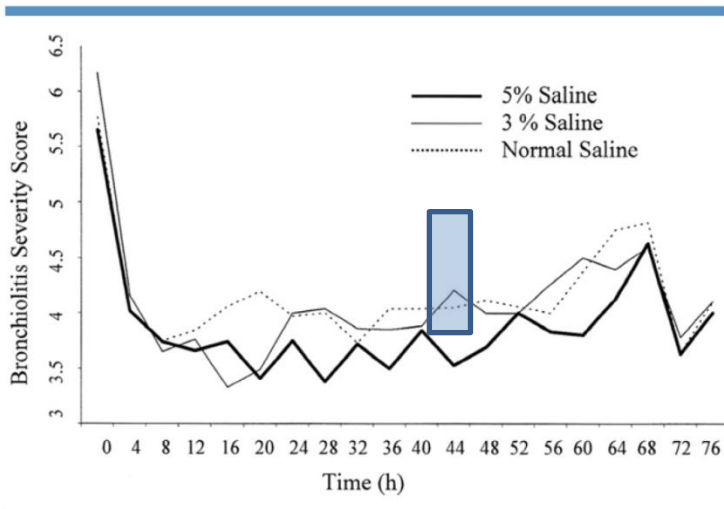 6.5
6
5.5
5
4.5
4
3.5
3
Bronchiolitis Severity Score
5% Saline
3 % Saline
Normal Saline
0 4 8 12 16 20 24 28 32 36 40 44 48 52 56 60 64 68 72 76
Time (h)